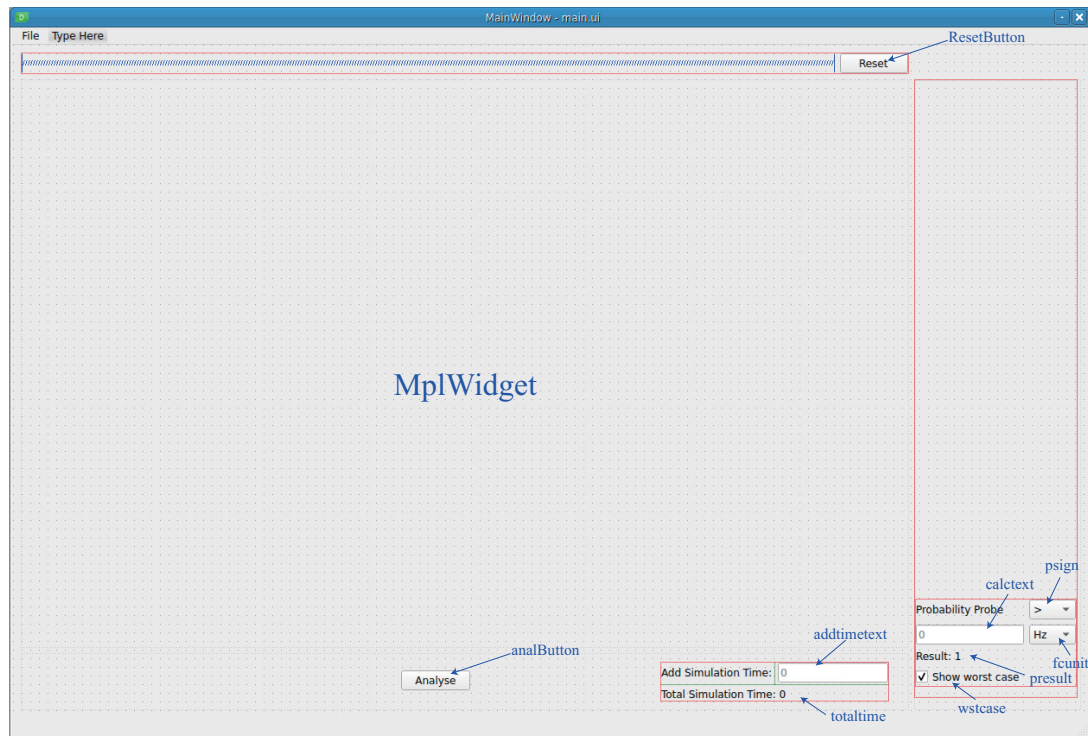 MainWindow - main.ui
File Type Here
ResetButton
Reset
MplWidget
psign
calctext
Probability Probe >
addtimetext
0 Hz
analButton
Result: 1
fcunit
Add Simulation Time: 0
presult
Analyse
Show worst case
Total Simulation Time: 0
wstcase
totaltime